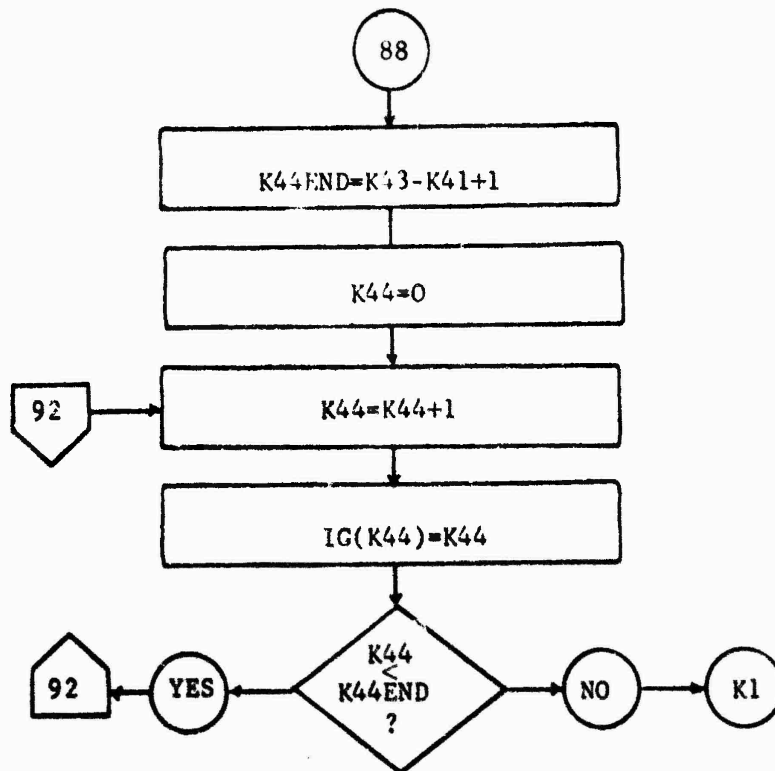 88
K44END=K43-K41+1
K44=0
92
K44=K44+1
IG(K44)=K44
K44
<
K44END
?
92
YES
NO
K1